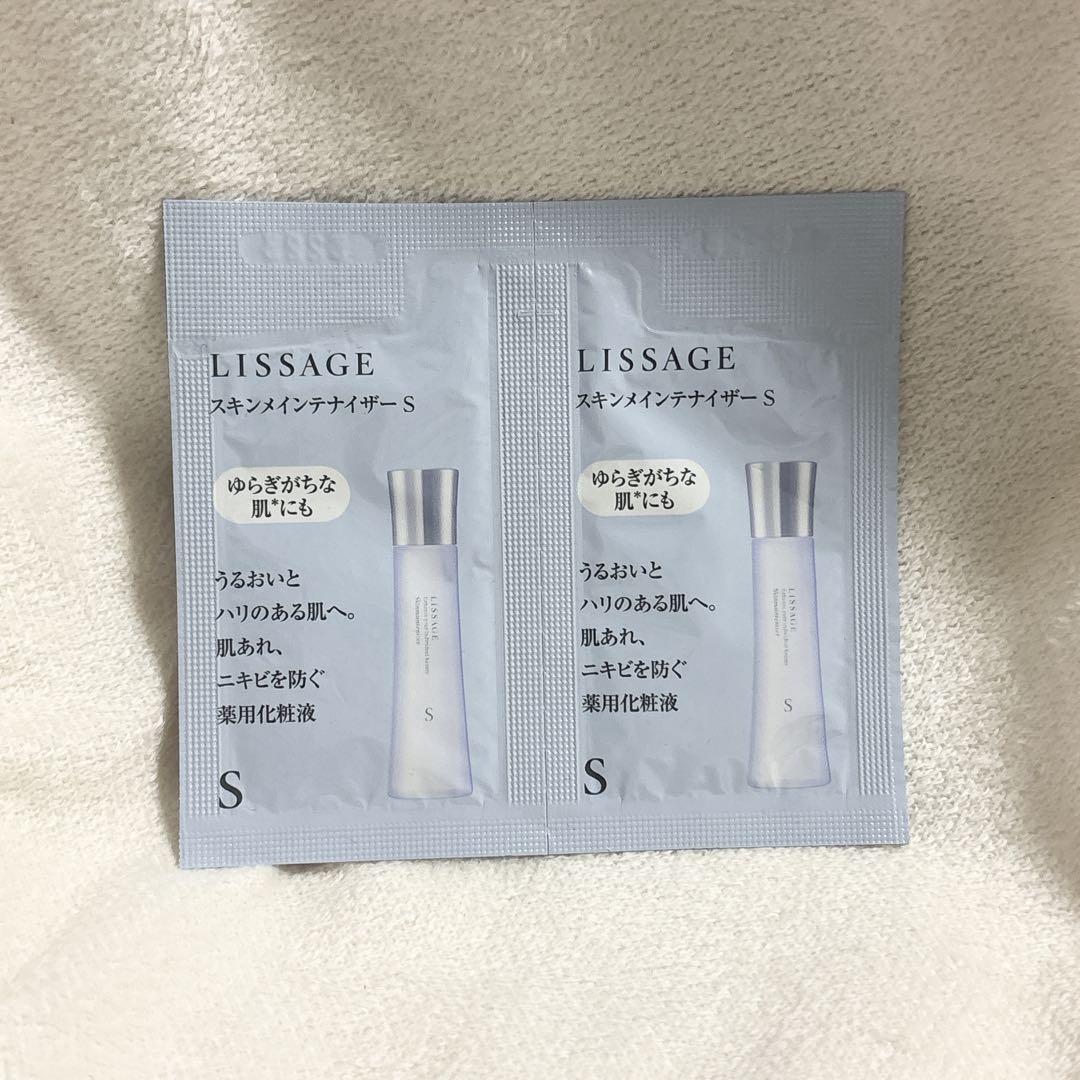 LISSAGE
スキンメインテナイザー S
ゆらぎがちな
肌*にも
うるおいと
ハリのある肌へ。
肌あれ、
ニキビを防ぐ
薬用化粧液
S
LISSAGE
Skinmaintenizer
S
LISSAGE
スキンメインテナイザー S
ゆらぎがちな
肌*にも
うるおいと
ハリのある肌へ。
肌あれ、
ニキビを防ぐ
薬用化粧液
S
LISSAGE
Skinmaintenizer
S